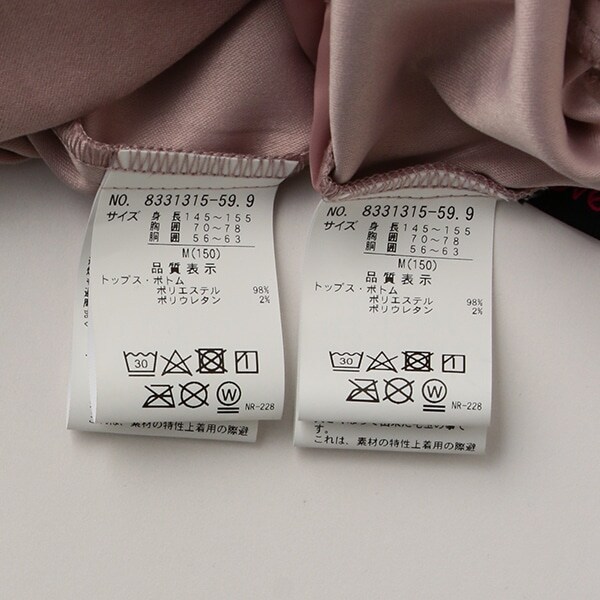 NO. 8331315-59.9
サイズ 身長 145~155
胸囲 70~78
胴囲 56~63
M(150)
品質表示
トップス・ボトム
ポリエステル 98%
ポリウレタン 2%
30
NR-228
これは、素材の特性上着用の際避
NO. 8331315-59.9
サイズ 身長 145~155
胸囲 70~78
胴囲 56~63
M(150)
品質表示
トップス・ボトム
ポリエステル 98%
ポリウレタン 2%
30
W
NR-228
す。
これは、素材の特性上着用の際避